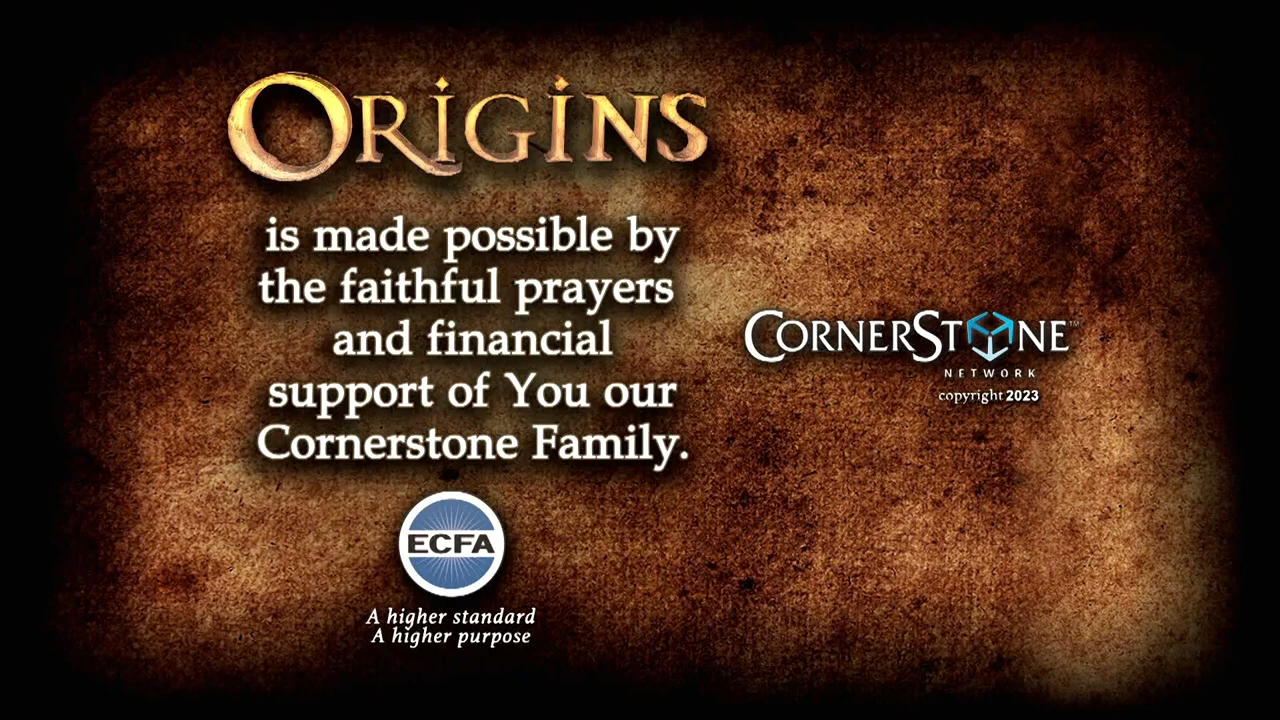 ORIGINS
is made possible by
the faithful prayers
and financial
support of You our
Cornerstone Family.
ECFA
A higher standard
A higher purpose
CORNERSTONE™
NETWORK
copyright 2023